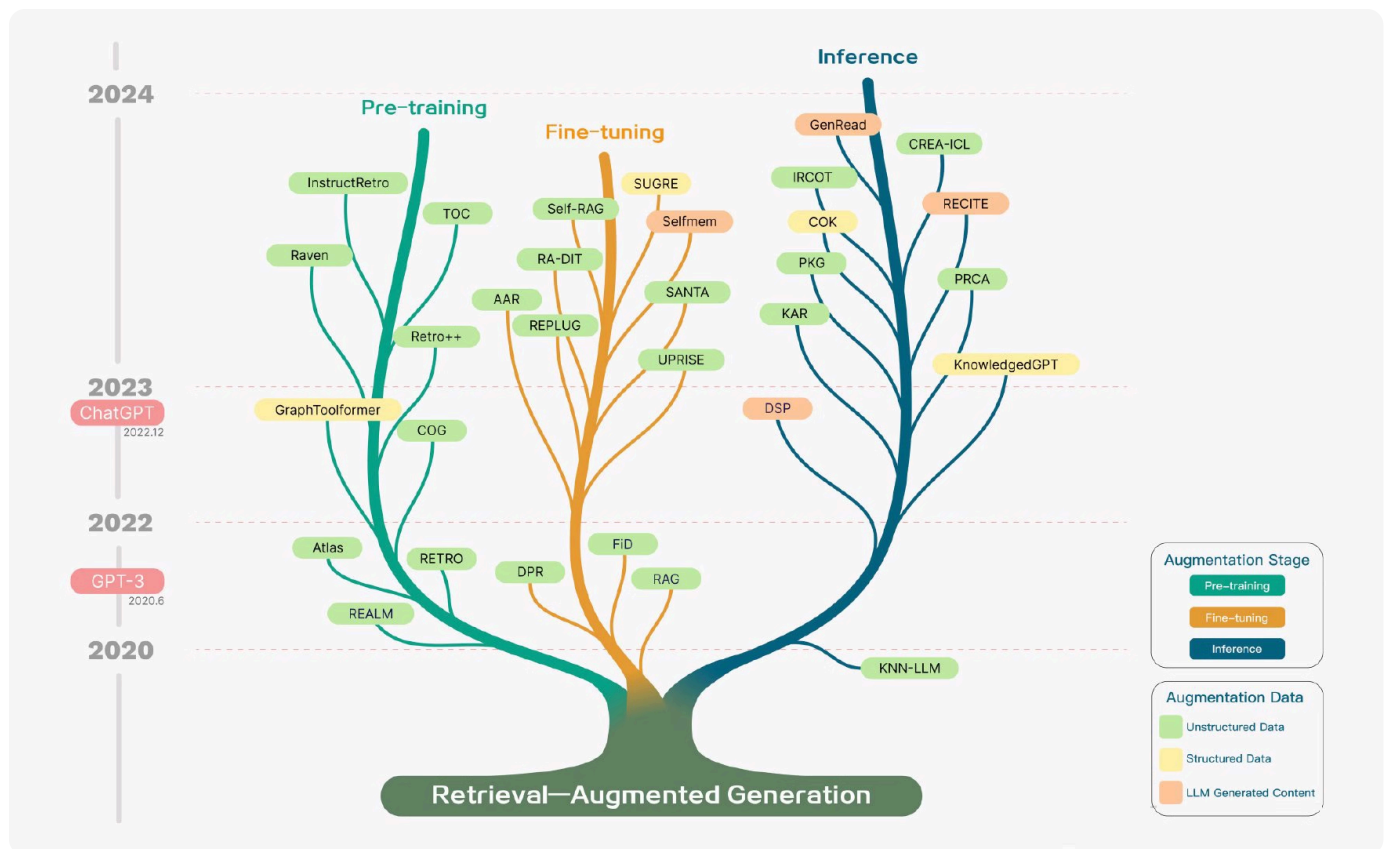 Inference
2024
Pre-training
GenRead
Fine-tuning
CREA-ICL
IRCOT
InstructRetro
SUGRE
RECITE
Self-RAG
TOC
Selfmem
COK
Raven
RA-DIT
PKG
PRCA
SANTA
AAR
KAR
REPLUG
Retro++
UPRISE
KnowledgedGPT
2023
ChatGPT
2022.12
GraphToolformer
DSP
COG
2022
Atlas
FiD
RETRO
DPR
RAG
GPT-3
2020.6
REALM
2020
KNN-LLM
Augmentation Stage
Pre-training
Fine-tuning
Inference
Augmentation Data
Unstructured Data
Structured Data
LLM Generated Content
Retrieval—Augmented Generation